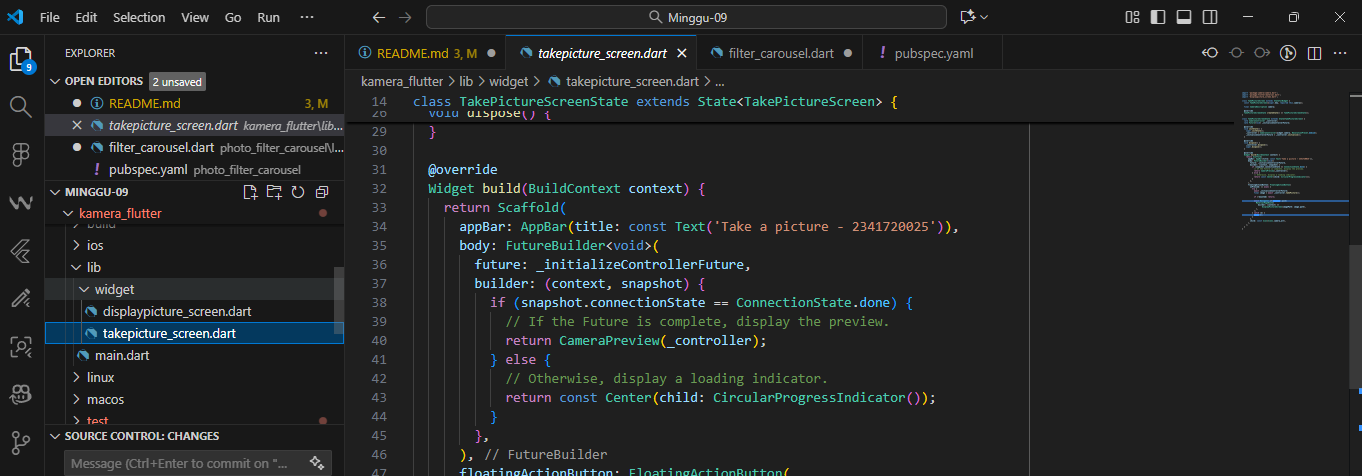 File Edit Selection View Go Run ···
Minggu-09
EXPLORER ···
OPEN EDITORS 2 unsaved
README.md 3, M
takepicture_screen.dart kamera_flutter\lib...
filter_carousel.dart photo_filter_carousel\l...
! pubspec.yaml photo_filter_carousel
MINGGU-09
kamera_flutter
build
ios
lib
widget
displaypicture_screen.dart
takepicture_screen.dart
main.dart
linux
macos
test
SOURCE CONTROL: CHANGES
Message (Ctrl+Enter to commit on "...
9
README.md 3, M
takepicture_screen.dart
filter_carousel.dart
! pubspec.yaml
···
kamera_flutter > lib > widget > takepicture_screen.dart > ...
14 class TakePictureScreenState extends State<TakePictureScreen> {
26 void dispose() {
29 }
30
31 @override
32 Widget build(BuildContext context) {
33 return Scaffold(
34 appBar: AppBar(title: const Text('Take a picture - 2341720025')),
35 body: FutureBuilder<void>(
36 future: _initializeControllerFuture,
37 builder: (context, snapshot) {
38 if (snapshot.connectionState == ConnectionState.done) {
39 // If the Future is complete, display the preview.
40 return CameraPreview(_controller);
41 } else {
42 // Otherwise, display a loading indicator.
43 return const Center(child: CircularProgressIndicator());
44 }
45 },
46 ), // FutureBuilder
47 floatingActionButton: FloatingActionButton(